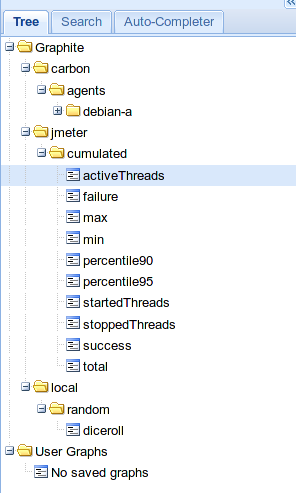 Tree Search Auto-Completer
Graphite
carbon
agents
debian-a
jmeter
cumulated
activeThreads
failure
max
min
percentile90
percentile95
startedThreads
stoppedThreads
success
total
local
random
diceroll
User Graphs
No saved graphs